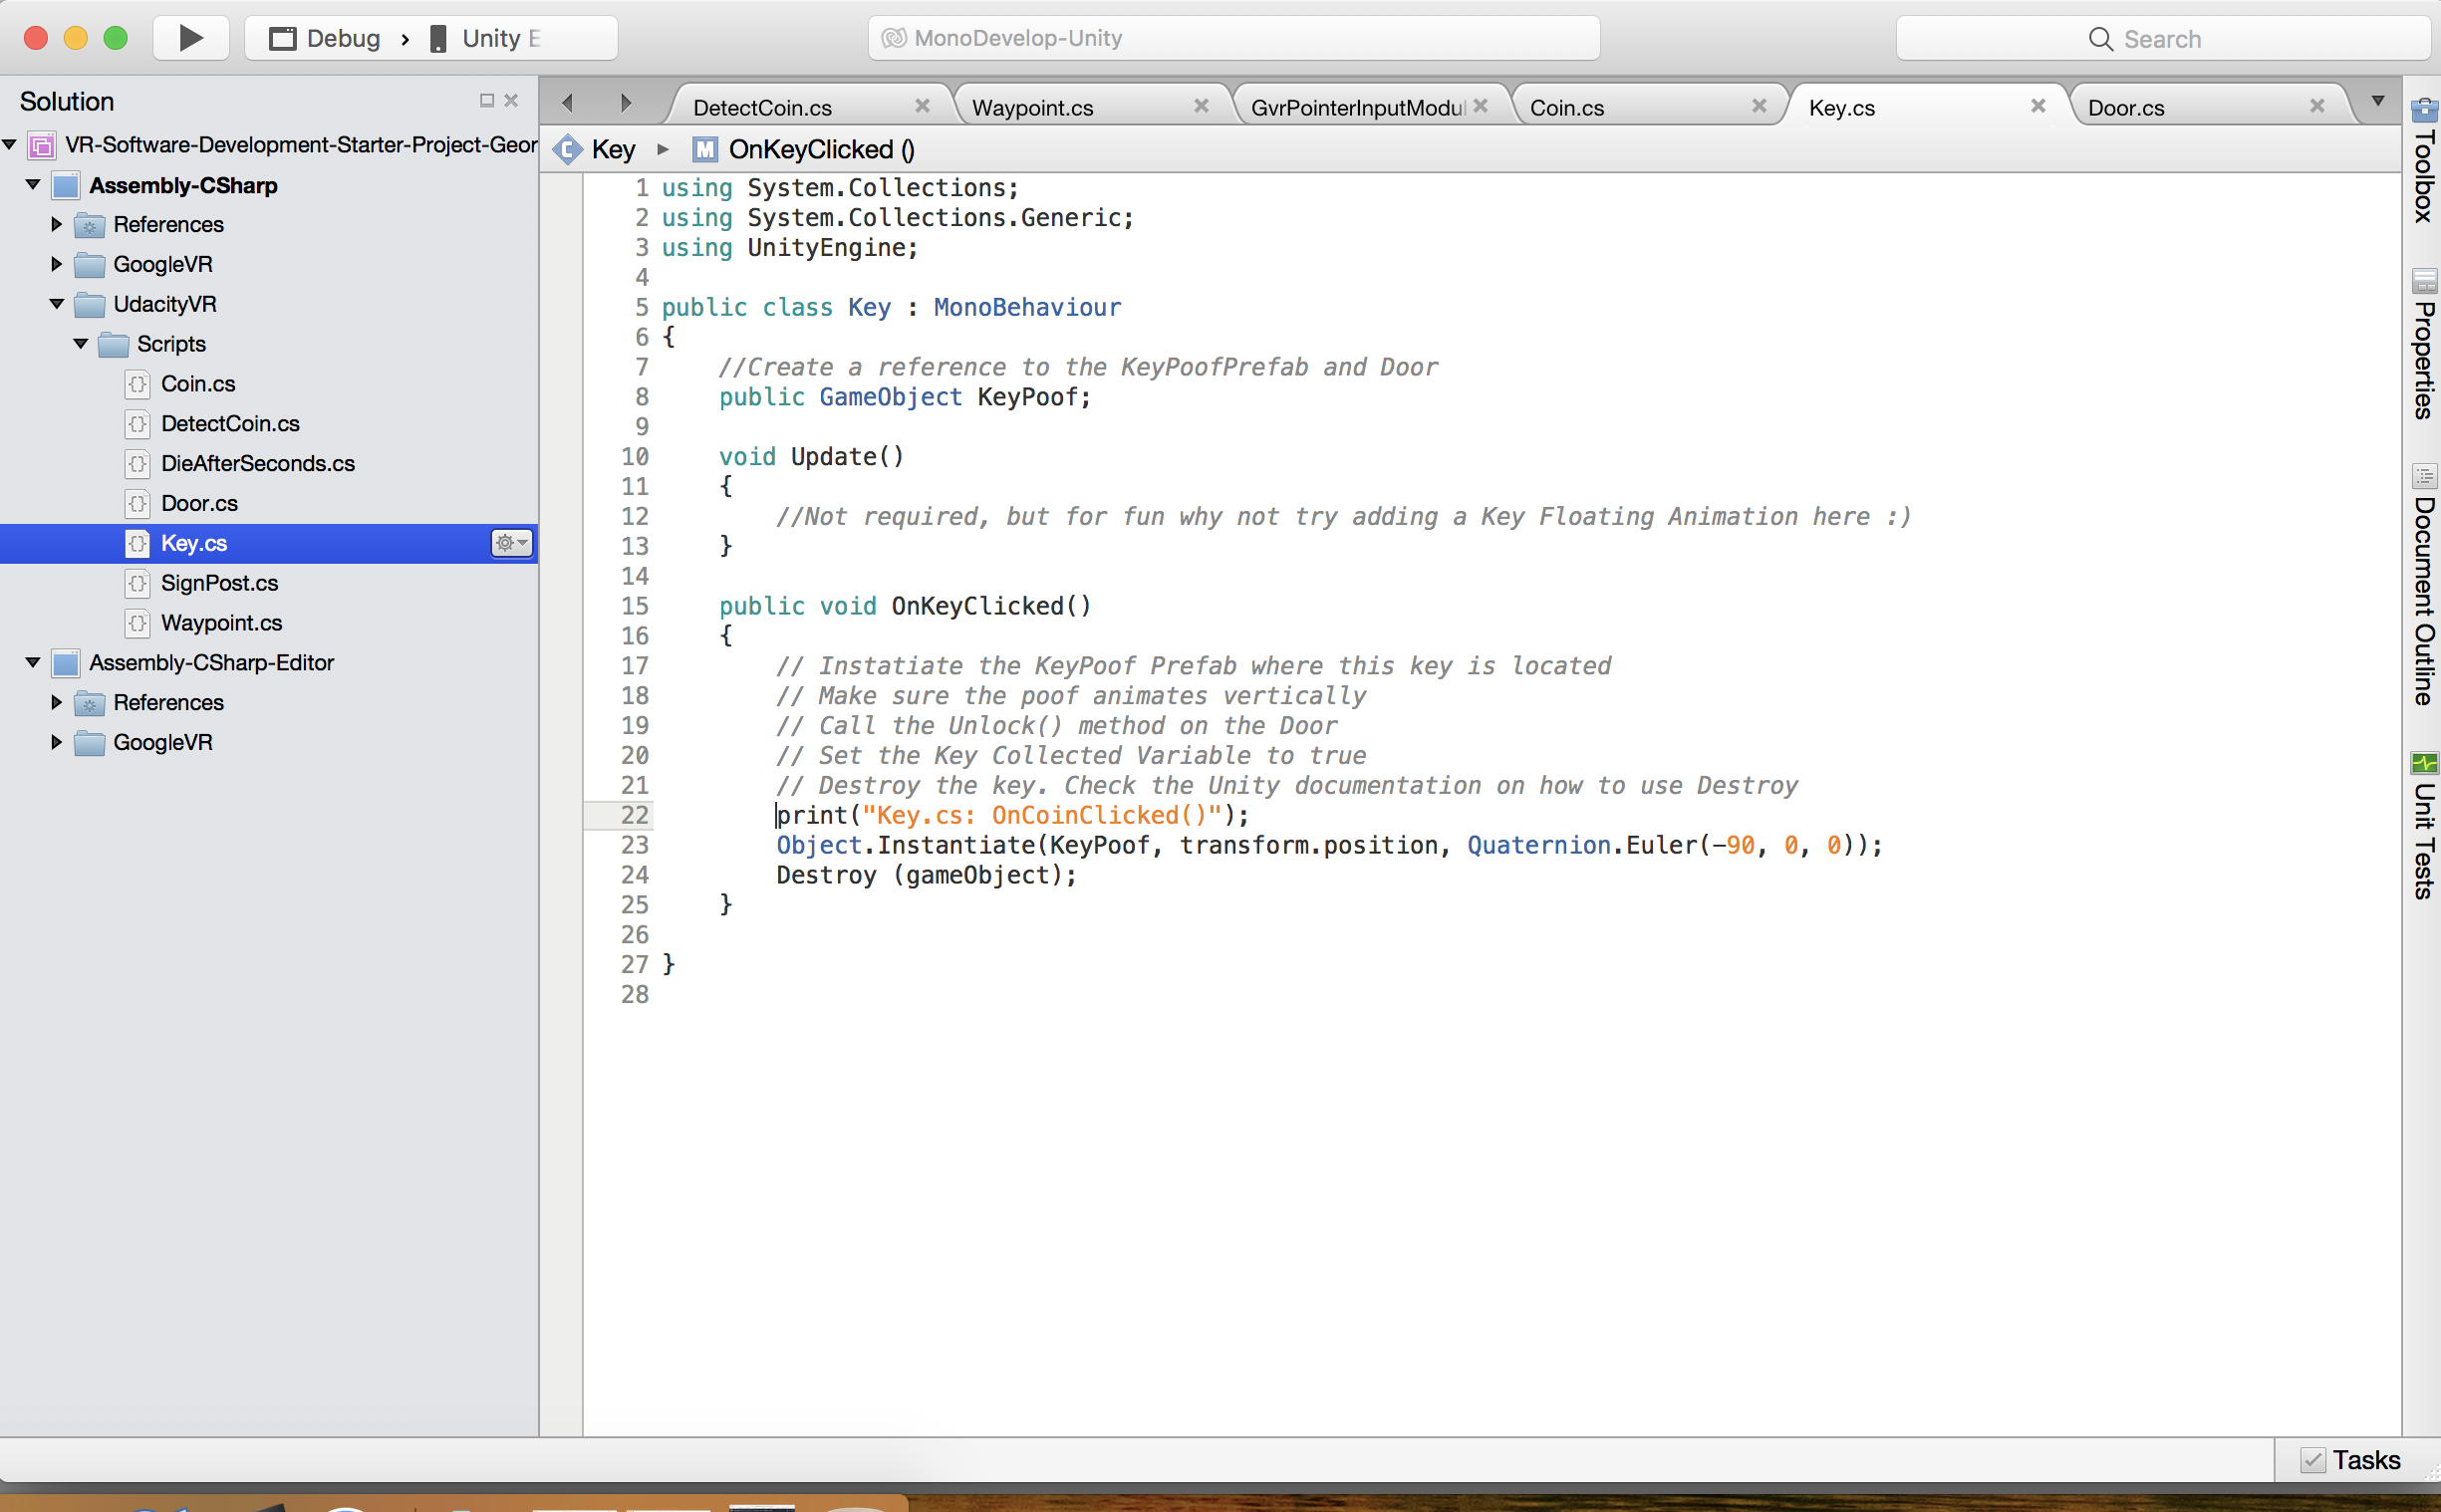 Debug › Unity E
MonoDevelop-Unity
Search
Solution
VR-Software-Development-Starter-Project-Geor
Assembly-CSharp
References
GoogleVR
UdacityVR
Scripts
Coin.cs
DetectCoin.cs
DieAfterSeconds.cs
Door.cs
Key.cs
SignPost.cs
Waypoint.cs
Assembly-CSharp-Editor
References
GoogleVR
DetectCoin.cs
Waypoint.cs
GvrPointerInputModul
Coin.cs
Key.cs
Door.cs
C Key M OnKeyClicked ()
1 using System.Collections;
2 using System.Collections.Generic;
3 using UnityEngine;
4
5 public class Key : MonoBehaviour
6 {
7 //Create a reference to the KeyPoofPrefab and Door
8 public GameObject KeyPoof;
9
10 void Update()
11 {
12 //Not required, but for fun why not try adding a Key Floating Animation here :)
13 }
14
15 public void OnKeyClicked()
16 {
17 // Instatiate the KeyPoof Prefab where this key is located
18 // Make sure the poof animates vertically
19 // Call the Unlock() method on the Door
20 // Set the Key Collected Variable to true
21 // Destroy the key. Check the Unity documentation on how to use Destroy
22 print("Key.cs: OnCoinClicked()");
23 Object.Instantiate(KeyPoof, transform.position, Quaternion.Euler(-90, 0, 0));
24 Destroy (gameObject);
25 }
26
27 }
28
Toolbox
Properties
Document Outline
Unit Tests
Tasks